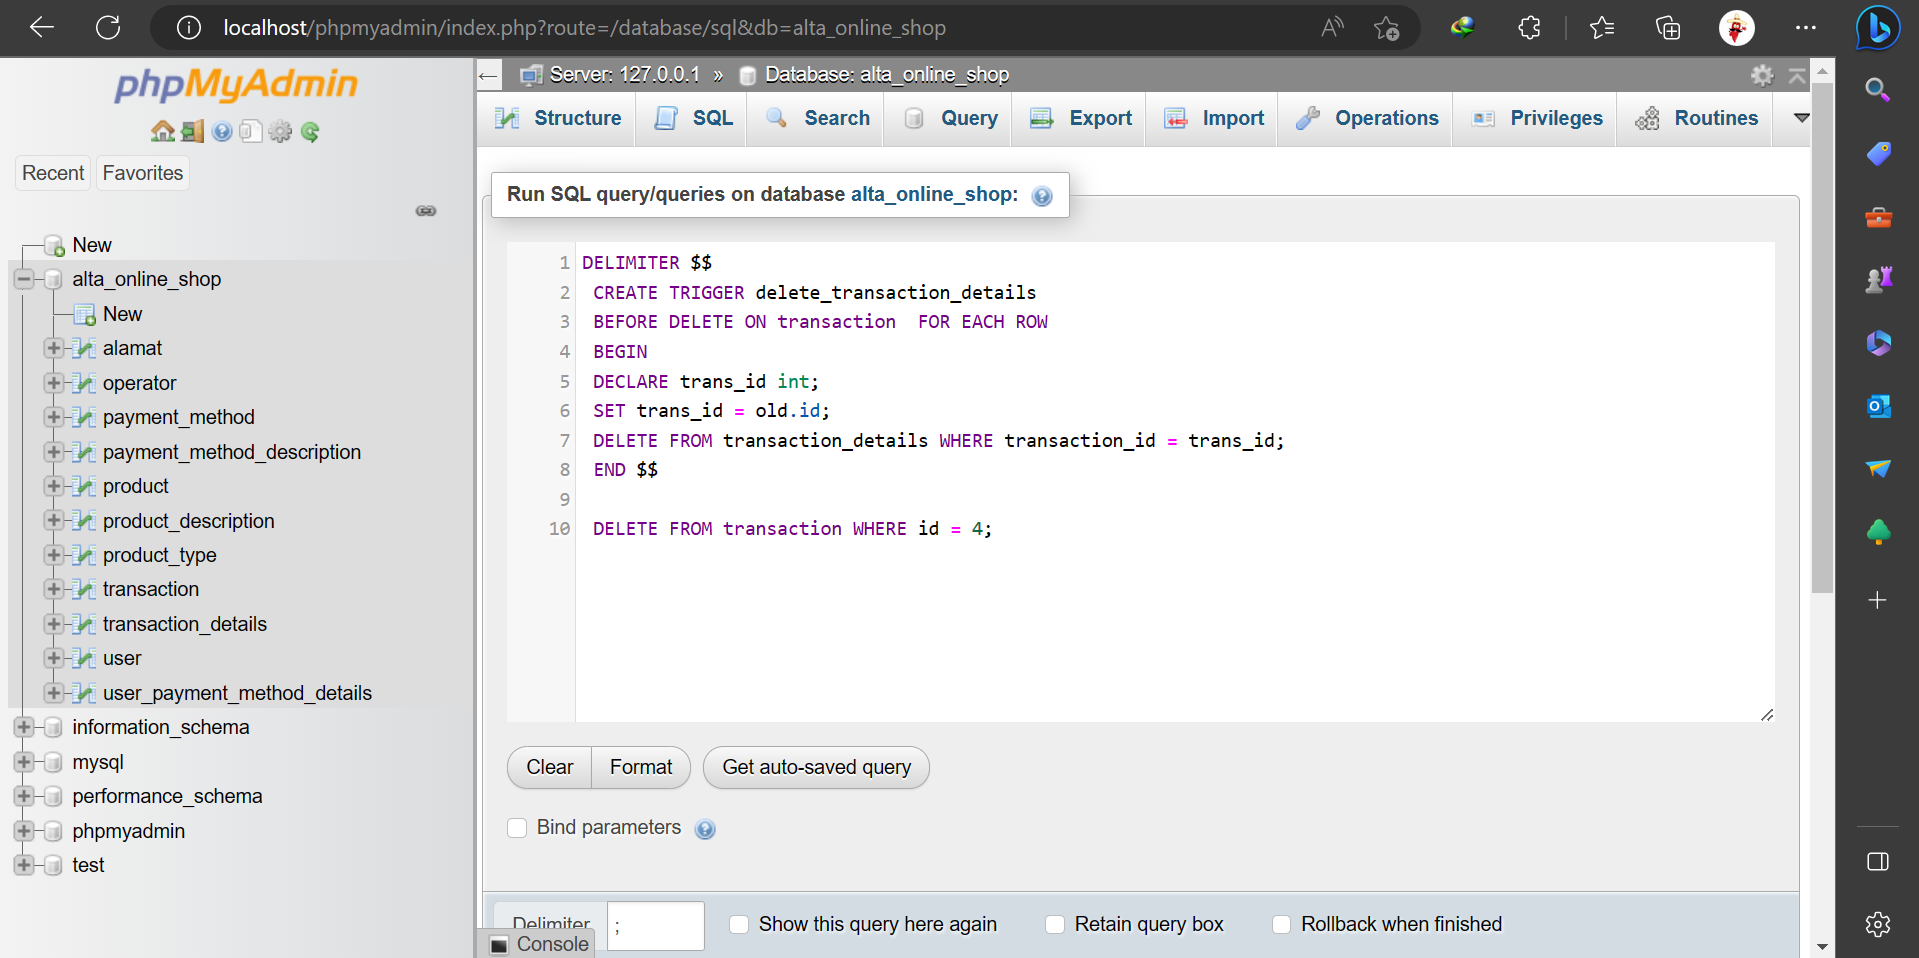 localhost/phpmyadmin/index.php?route=/database/sql&db=alta_online_shop
phpMyAdmin
Recent
Favorites
New
alta_online_shop
New
alamat
operator
payment_method
payment_method_description
product
product_description
product_type
transaction
transaction_details
user
user_payment_method_details
information_schema
mysql
performance_schema
phpmyadmin
test
Server: 127.0.0.1 » Database: alta_online_shop
Structure SQL Search Query Export Import Operations Privileges Routines
Run SQL query/queries on database alta_online_shop:
1 DELIMITER $$
2 CREATE TRIGGER delete_transaction_details
3 BEFORE DELETE ON transaction  FOR EACH ROW
4 BEGIN
5 DECLARE trans_id int;
6 SET trans_id = old.id;
7 DELETE FROM transaction_details WHERE transaction_id = trans_id;
8 END $$
9
10 DELETE FROM transaction WHERE id = 4;
Clear Format Get auto-saved query
Bind parameters
Delimiter ; Show this query here again Retain query box Rollback when finished
Console